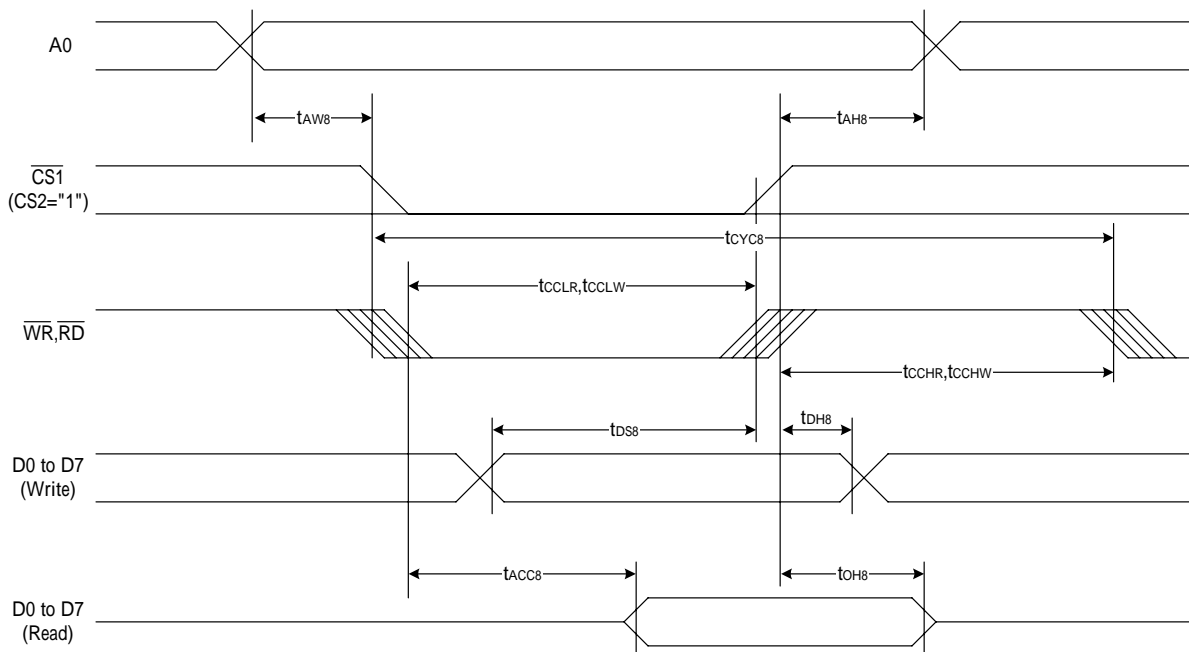 A0
tAW8
tAH8
CS1
(CS2="1")
tCYC8
tCCLR,tCCLW
WR,RD
tCCHR,tCCHW
tDS8
tDH8
D0 to D7
(Write)
tACC8
tOH8
D0 to D7
(Read)